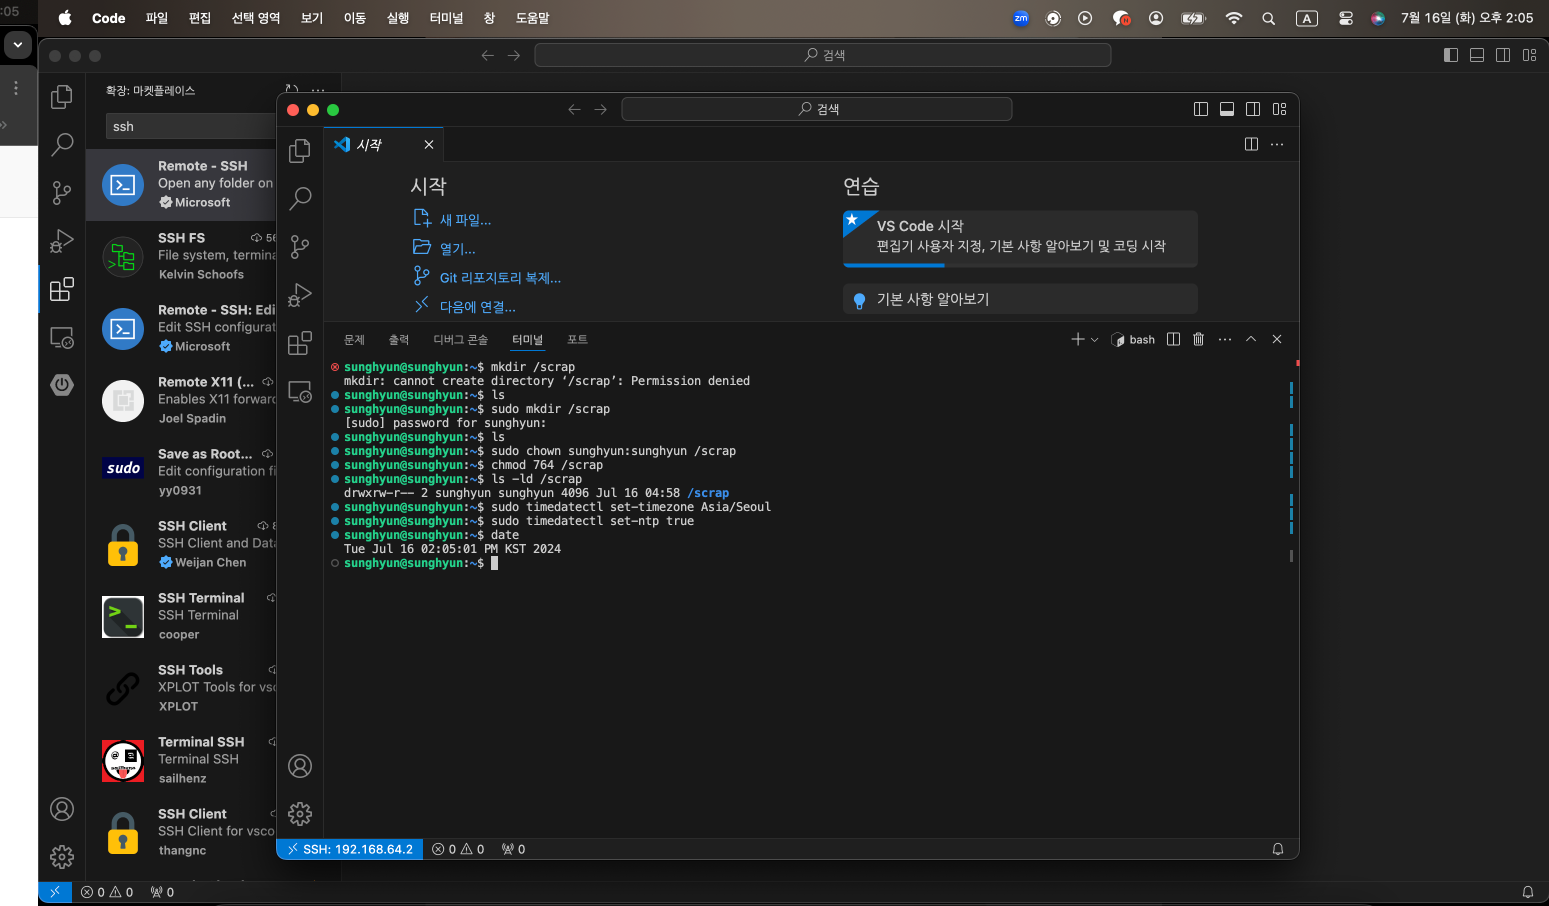 :05
Code 파일 편집 선택 영역 보기 이동 실행 터미널 창 도움말
zm A 7월 16일 (화) 오후 2:05
검색
확장: 마켓플레이스
ssh
Remote - SSH
Open any folder on
Microsoft
SSH FS 56
File system, termina
Kelvin Schoofs
Remote - SSH: Edi
Edit SSH configurat
Microsoft
Remote X11 (...
Enables X11 forward
Joel Spadin
sudo
Save as Root...
Edit configuration fi
yy0931
SSH Client 8
SSH Client and Data
Weijan Chen
SSH Terminal
SSH Terminal
cooper
SSH Tools
XPLOT Tools for vsc
XPLOT
Terminal SSH
Terminal SSH
sailhenz
SSH Client
SSH Client for vsco
thangnc
0 0 0
검색
시작
시작
새 파일...
열기...
Git 리포지토리 복제...
다음에 연결...
연습
VS Code 시작
편집기 사용자 지정, 기본 사항 알아보기 및 코딩 시작
기본 사항 알아보기
문제 출력 디버그 콘솔 터미널 포트
bash
sunghyun@sunghyun:~$ mkdir /scrap
mkdir: cannot create directory ‘/scrap’: Permission denied
sunghyun@sunghyun:~$ ls
sunghyun@sunghyun:~$ sudo mkdir /scrap
[sudo] password for sunghyun:
sunghyun@sunghyun:~$ ls
sunghyun@sunghyun:~$ sudo chown sunghyun:sunghyun /scrap
sunghyun@sunghyun:~$ chmod 764 /scrap
sunghyun@sunghyun:~$ ls -ld /scrap
drwxrw-r-- 2 sunghyun sunghyun 4096 Jul 16 04:58 /scrap
sunghyun@sunghyun:~$ sudo timedatectl set-timezone Asia/Seoul
sunghyun@sunghyun:~$ sudo timedatectl set-ntp true
sunghyun@sunghyun:~$ date
Tue Jul 16 02:05:01 PM KST 2024
sunghyun@sunghyun:~$
SSH: 192.168.64.2 0 0 0